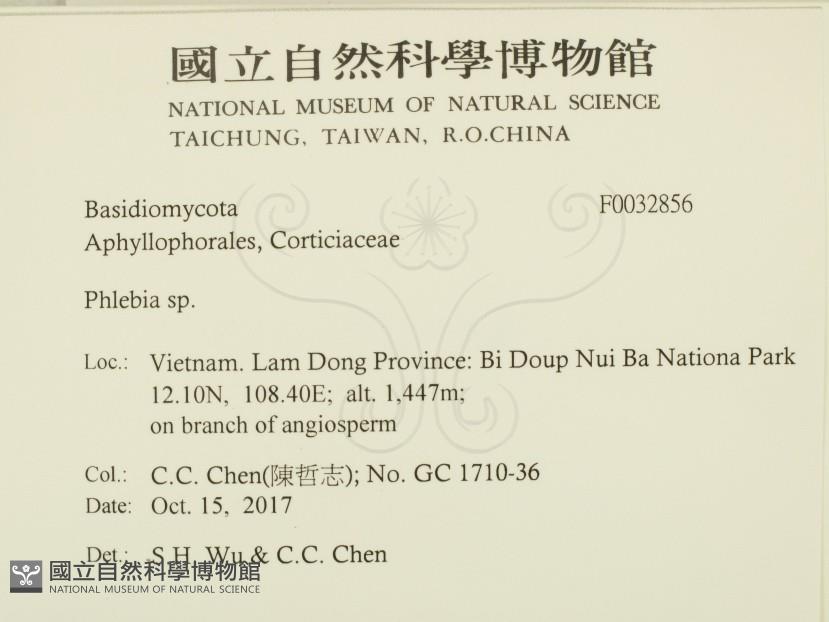 國立自然科學博物館
NATIONAL MUSEUM OF NATURAL SCIENCE
TAICHUNG, TAIWAN, R.O.CHINA
Basidiomycota F0032856
Aphyllophorales, Corticiaceae
Phlebia sp.
Loc.: Vietnam. Lam Dong Province: Bi Doup Nui Ba Nationa Park
12.10N, 108.40E; alt. 1,447m;
on branch of angiosperm
Col.: C.C. Chen(陳哲志); No. GC 1710-36
Date: Oct. 15, 2017
Det.: S.H. Wu & C.C. Chen
國立自然科學博物館
NATIONAL MUSEUM OF NATURAL SCIENCE